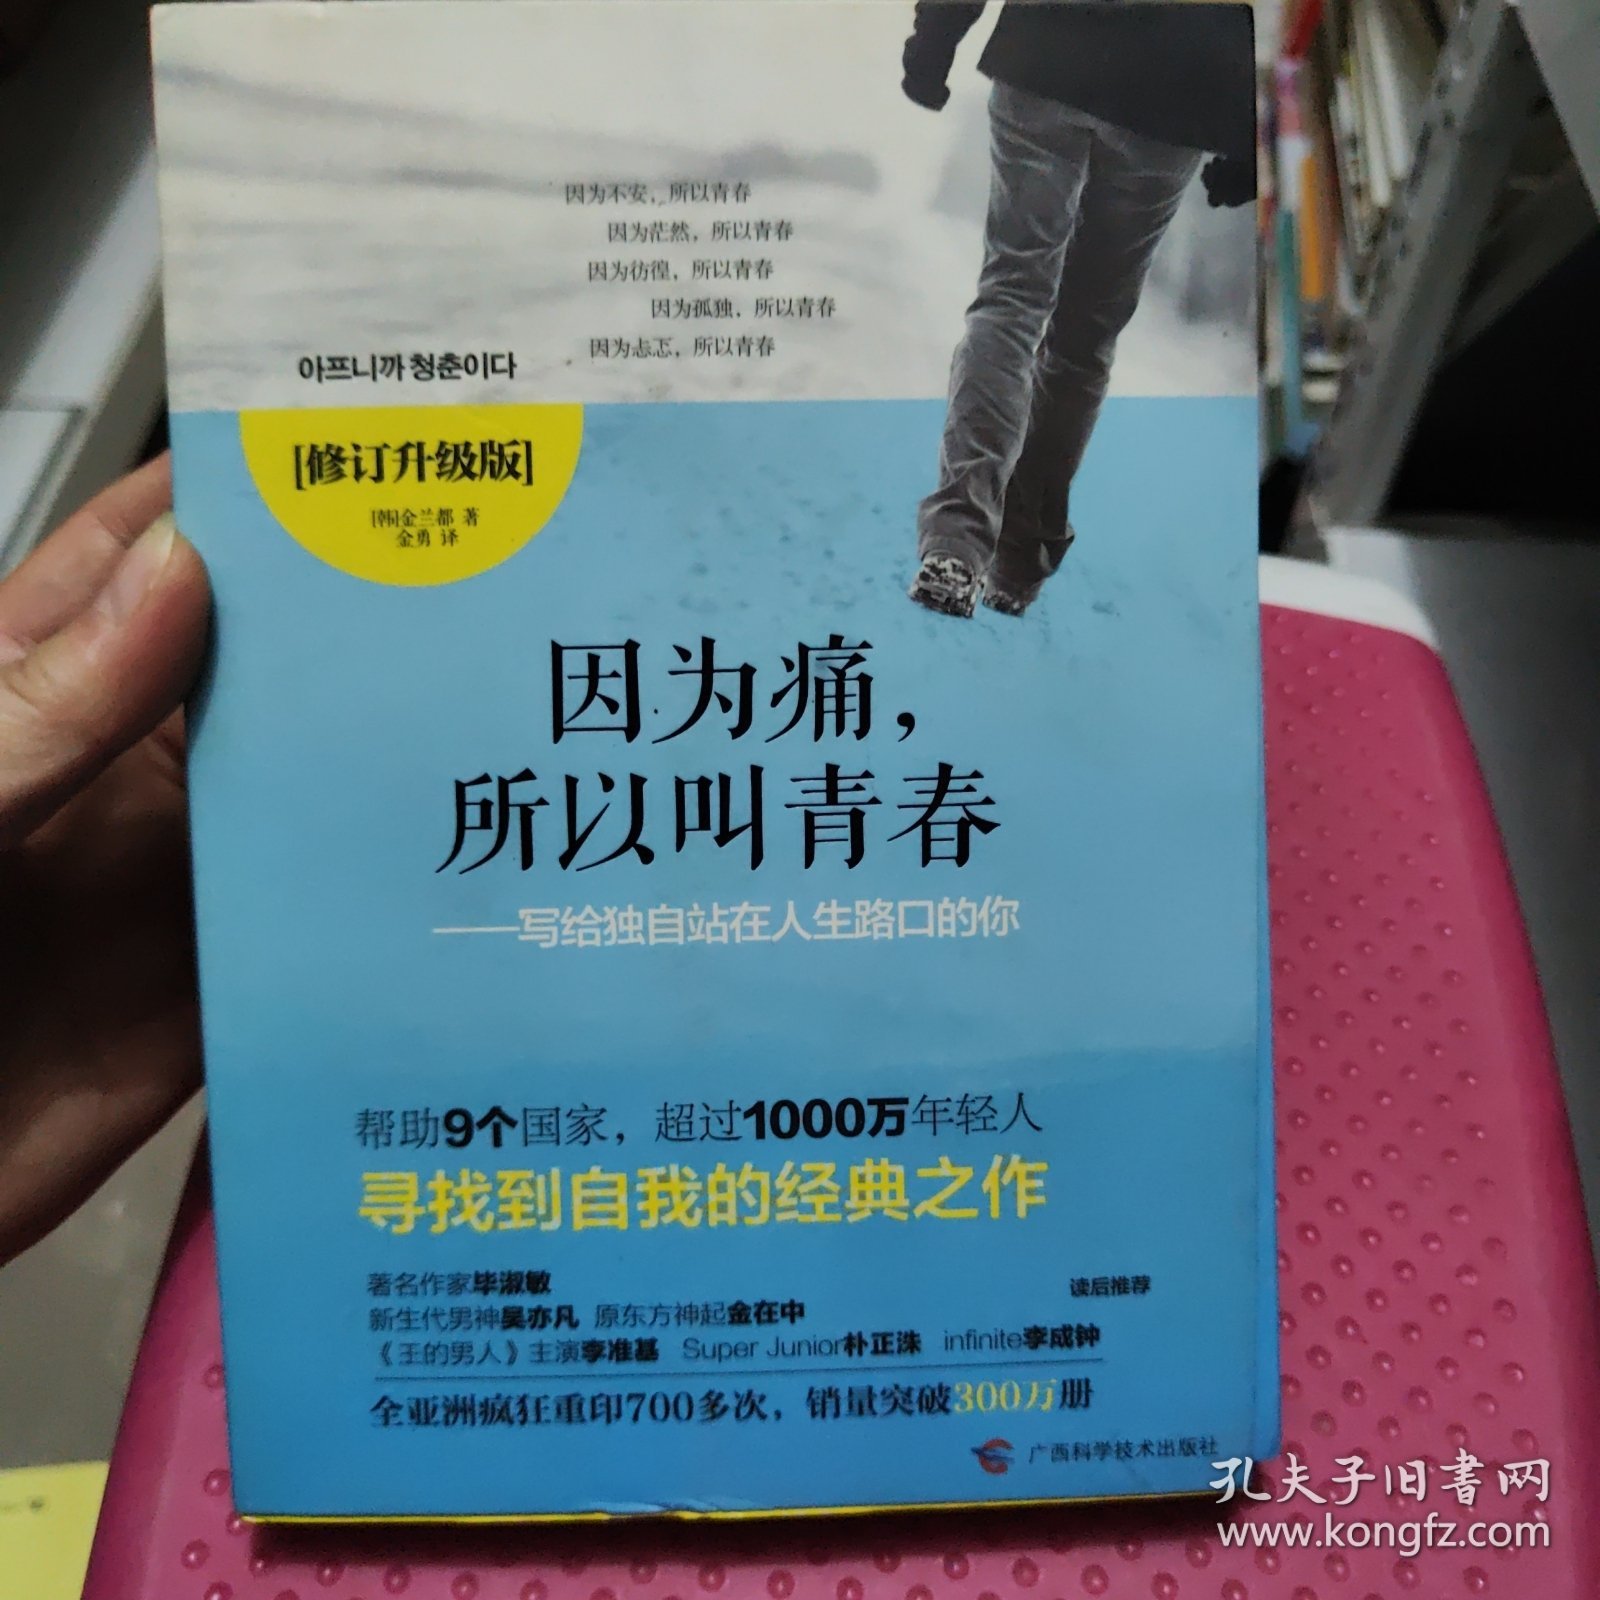 因为不安，所以青春
因为茫然，所以青春
因为彷徨，所以青春
因为孤独，所以青春
因为忐忑，所以青春
아프니까 청춘이다
[修订升级版]
[韩]金兰都 著
金勇 译
因为痛，
所以叫青春
——写给独自站在人生路口的你
帮助9个国家，超过1000万年轻人
寻找到自我的经典之作
著名作家毕淑敏
读后推荐
新生代男神吴亦凡 原东方神起金在中
《王的男人》主演李准基 Super Junior朴正洙 infinite李成钟
全亚洲疯狂重印700多次，销量突破300万册
广西科学技术出版社
孔夫子旧书网
www.kongfz.com